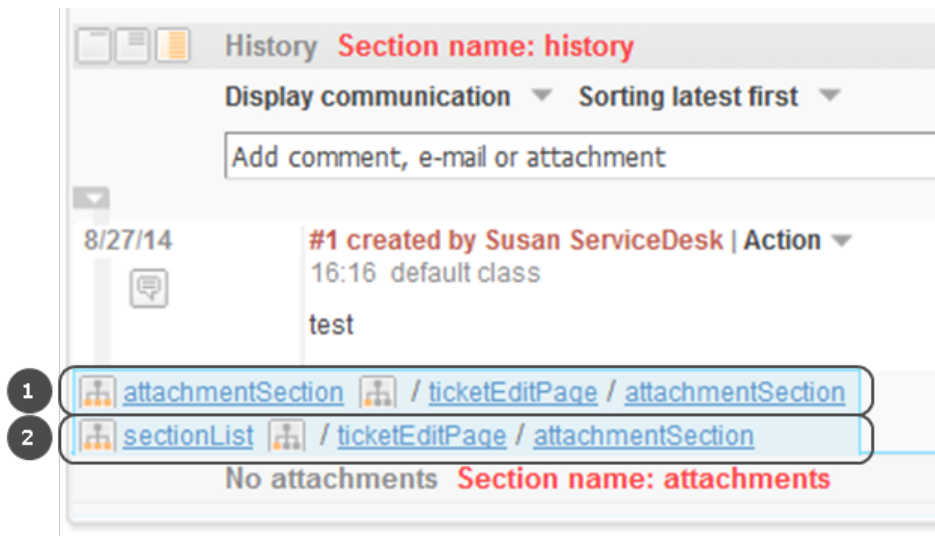 History Section name: history
Display communication Sorting latest first
Add comment, e-mail or attachment
8/27/14 #1 created by Susan ServiceDesk | Action
16:16 default class
test
1 attachmentSection / ticketEditPage / attachmentSection
2 sectionList / ticketEditPage / attachmentSection
No attachments Section name: attachments